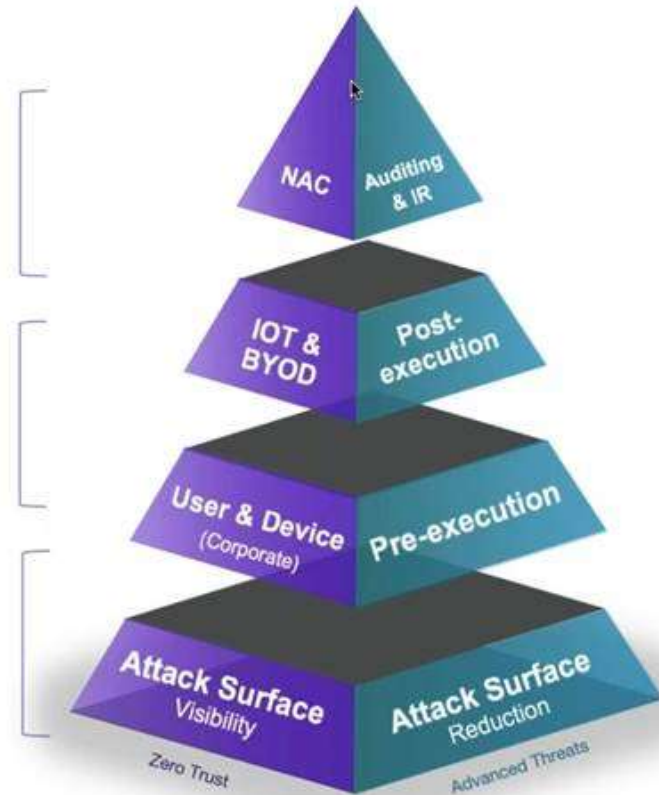 NAC
Auditing
& IR
IOT &
BYOD
Post-
execution
User & Device
(Corporate)
Pre-execution
Attack Surface
Visibility
Attack Surface
Reduction
Zero Trust
Advanced Threats